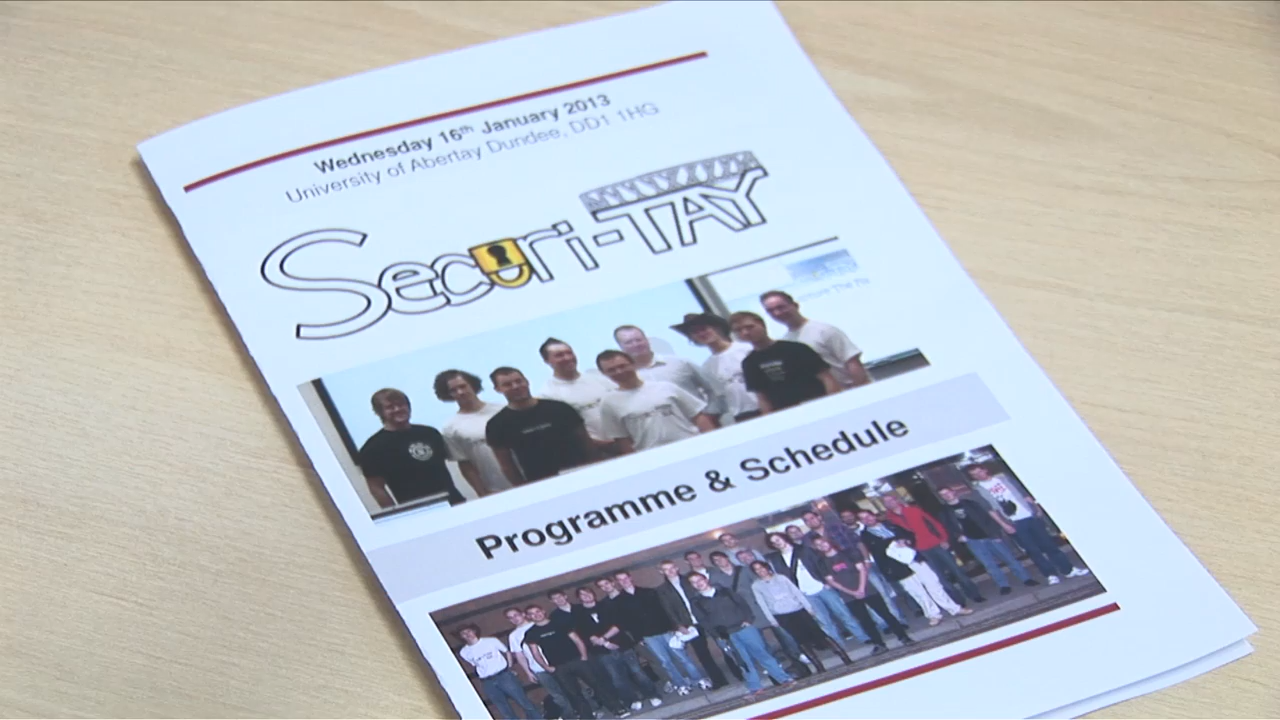 Wednesday 16th January 2013
University of Abertay Dundee, DD1 1HG
Securi-TAY
Programme & Schedule